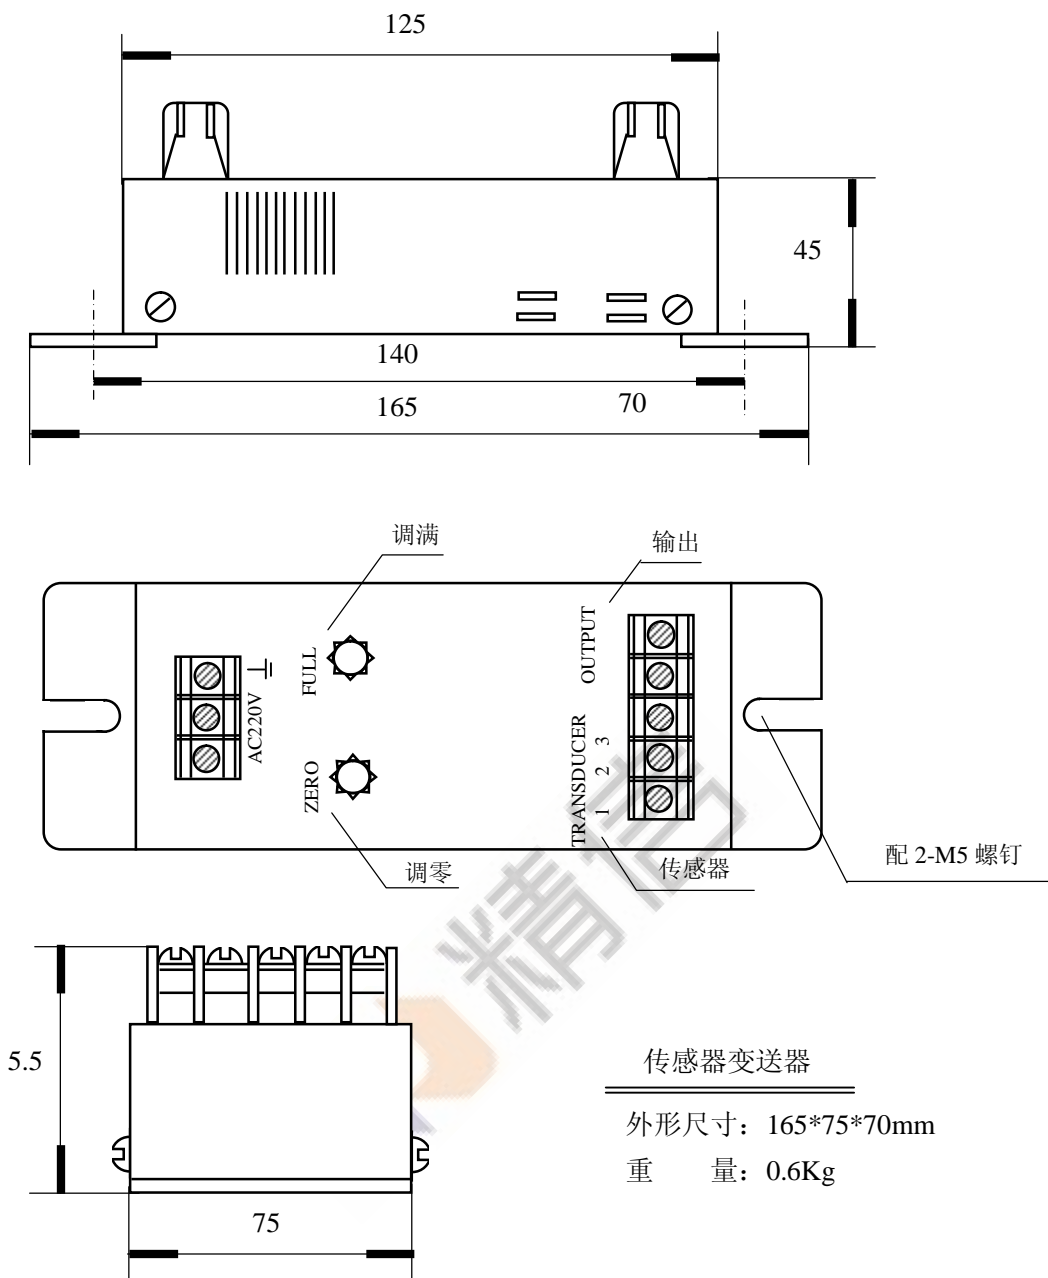 125
45
140
165
70
调满
输出
FULL
OUTPUT
AC220V
ZERO
TRANSDUCER
1 2 3
调零
传感器
配 2-M5 螺钉
精信
5.5
75
传感器变送器
外形尺寸：165*75*70mm
重 量：0.6Kg